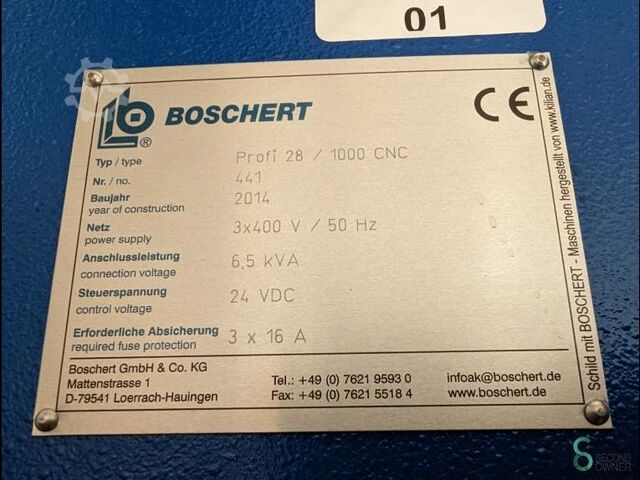 01
BOSCHERT
®
CE
Typ / type Profi 28 / 1000 CNC
Nr. / no. 441
Baujahr 2014
year of construction
Netz 3x400 V / 50 Hz
power supply
Anschlussleistung 6,5 kVA
connection voltage
Steuerspannung 24 VDC
control voltage
Erforderliche Absicherung 3 x 16 A
required fuse protection
Boschert GmbH & Co. KG
Mattenstrasse 1 Tel.: +49 (0) 7621 9593 0 infoak@boschert.de
D-79541 Loerrach-Hauingen Fax: +49 (0) 7621 5518 4 www.boschert.de
Schild mit BOSCHERT - Maschinen hergestellt von www.kilian.de
SECOND
OWNER